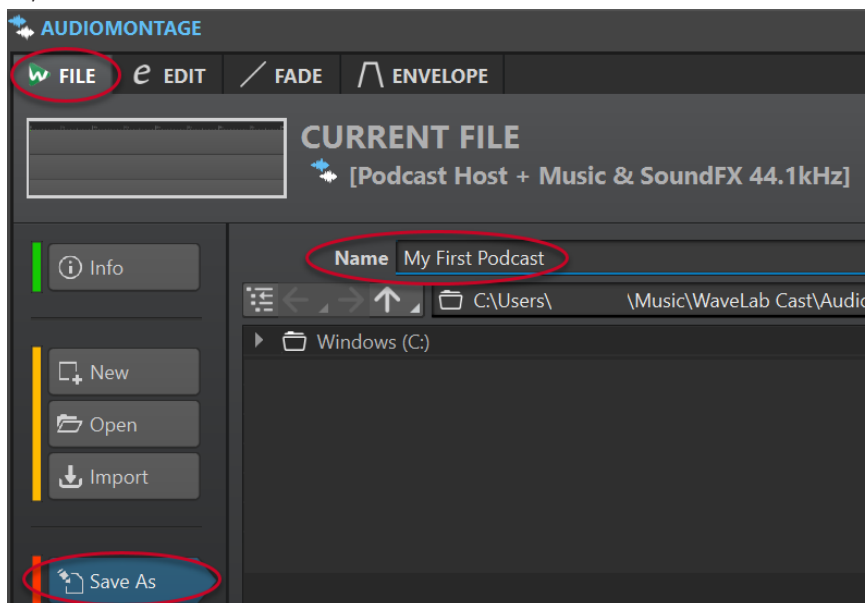 AUDIOMONTAGE
FILE EDIT FADE ENVELOPE
CURRENT FILE
[Podcast Host + Music & SoundFX 44.1kHz]
Info
Name My First Podcast
C:\Users\ \Music\WaveLab Cast\Audio
Windows (C:)
New
Open
Import
Save As